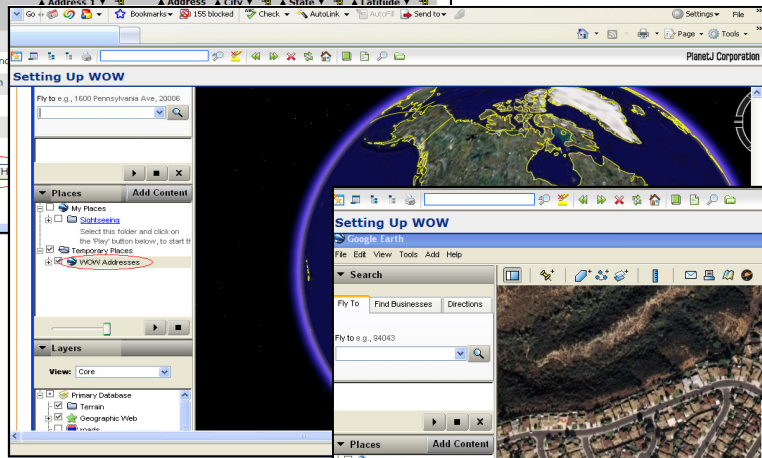 Address 1 Address City State Latitude
Go Bookmarks 155 blocked Check AutoLink AutoFill Send to Settings File
Page Tools
PlanetJ Corporation
Setting Up WOW
Fly to e.g., 1600 Pennsylvania Ave, 20006
Places Add Content
My Places
Sightseeing
Select this folder and click on
the 'Play' button below, to start th
Temporary Places
WOW Addresses
Layers
View: Core
Primary Database
Terrain
Geographic Web
roads
Setting Up WOW
Google Earth
File Edit View Tools Add Help
Search
Fly To Find Businesses Directions
Fly to e.g., 94043
Places Add Content